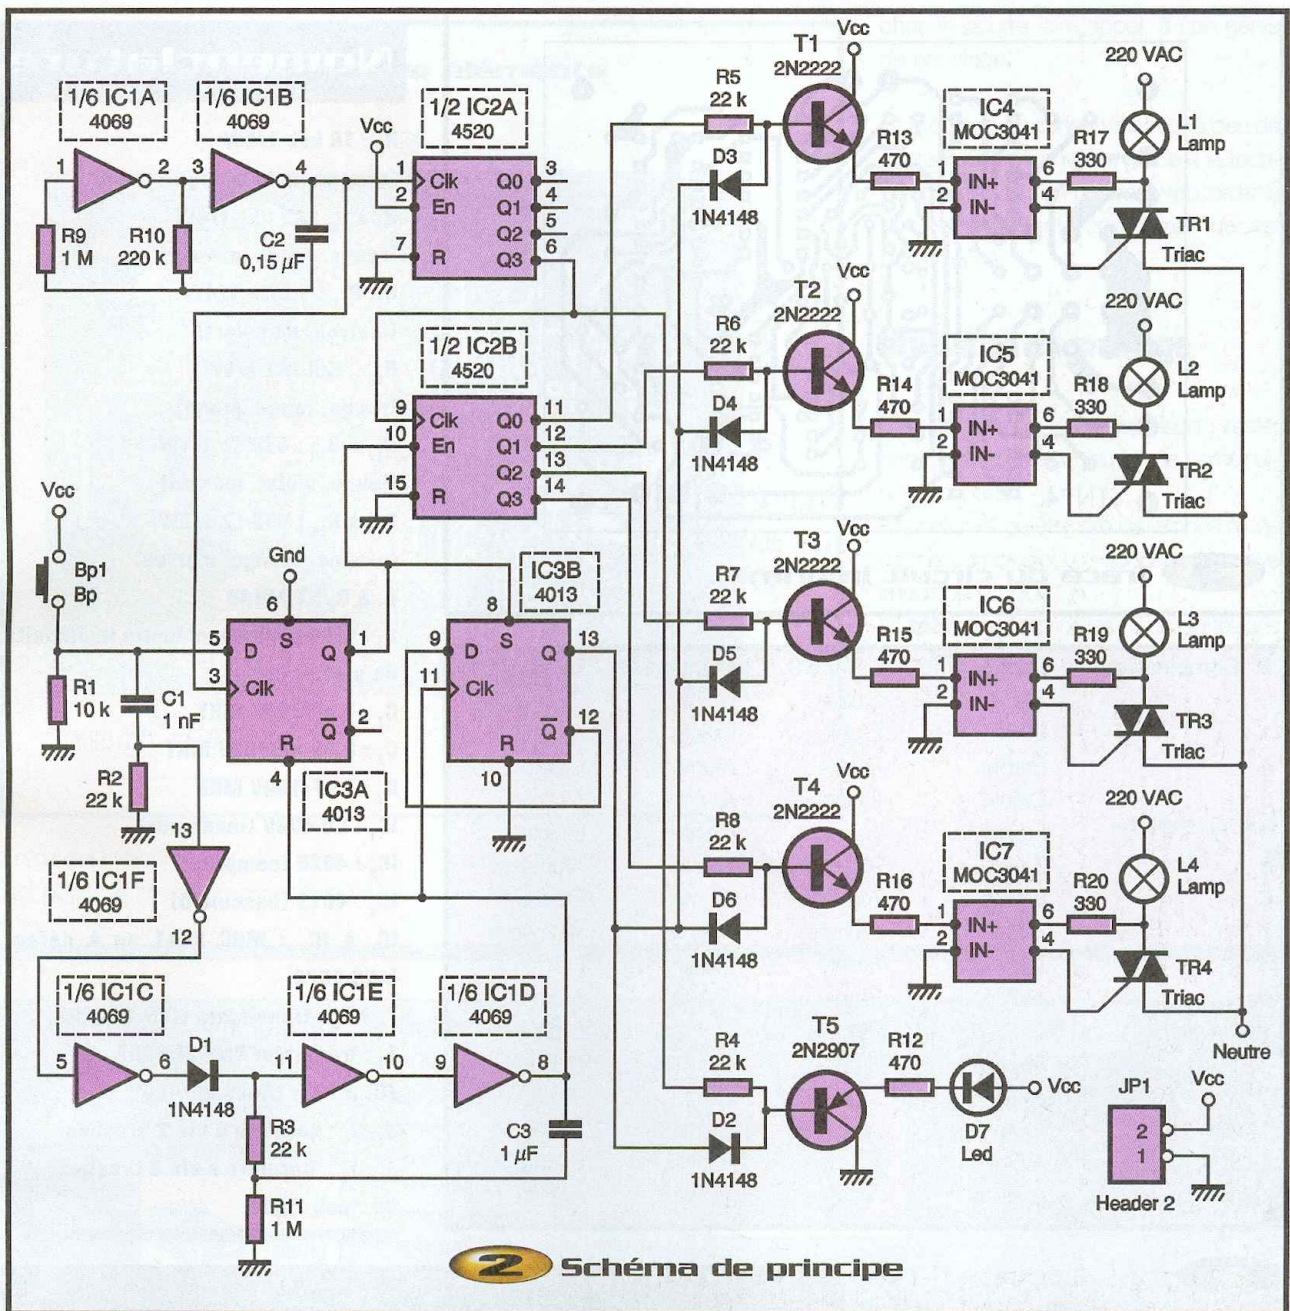 1/6 IC1A
4069
1
2
1/6 IC1B
4069
3
4
R9
1 M
R10
220 k
C2
0,15 µF
Vcc
1/2 IC2A
4520
1
2
7
Clk
En
R
Q0
Q1
Q2
Q3
3
4
5
6
1/2 IC2B
4520
9
10
15
Clk
En
R
Q0
Q1
Q2
Q3
11
12
13
14
Vcc
Bp1
Bp
R1
10 k
C1
1 nF
R2
22 k
Gnd
6
5
3
4
D
S
Clk
R
Q
Q
1
2
IC3A
4013
IC3B
4013
8
9
11
10
D
S
Clk
R
Q
Q
13
12
13
1/6 IC1F
4069
12
1/6 IC1C
4069
5
6
D1
1N4148
1/6 IC1E
4069
11
10
1/6 IC1D
4069
9
8
R3
22 k
R11
1 M
C3
1 µF
T1
2N2222
Vcc
R5
22 k
D3
1N4148
R13
470
IC4
MOC3041
1
2
IN+
IN-
6
4
R17
330
220 VAC
L1
Lamp
TR1
Triac
T2
2N2222
Vcc
R6
22 k
D4
1N4148
R14
470
IC5
MOC3041
1
2
IN+
IN-
6
4
R18
330
220 VAC
L2
Lamp
TR2
Triac
T3
2N2222
Vcc
R7
22 k
D5
1N4148
R15
470
IC6
MOC3041
1
2
IN+
IN-
6
4
R19
330
220 VAC
L3
Lamp
TR3
Triac
T4
2N2222
Vcc
R8
22 k
D6
1N4148
R16
470
IC7
MOC3041
1
2
IN+
IN-
6
4
R20
330
220 VAC
L4
Lamp
TR4
Triac
Neutre
R4
22 k
D2
1N4148
T5
2N2907
R12
470
D7
Led
Vcc
JP1
2
1
Vcc
Header 2
2 Schéma de principe